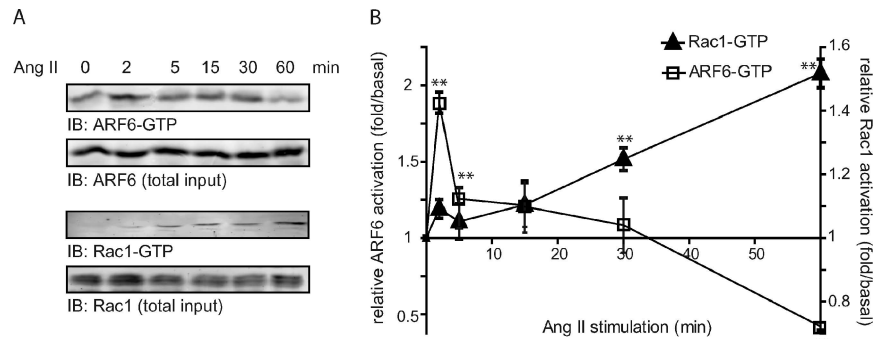 A
Ang II 0 2 5 15 30 60 min
IB: ARF6-GTP
IB: ARF6 (total input)
IB: Rac1-GTP
IB: Rac1 (total input)
B
Rac1-GTP
ARF6-GTP
relative ARF6 activation (fold/basal)
2
1.5
1
0.5
**
**
**
**
10 20 30 40 50
Ang II stimulation (min)
1.6
1.4
1.2
1
0.8
relative Rac1 activation (fold/basal)